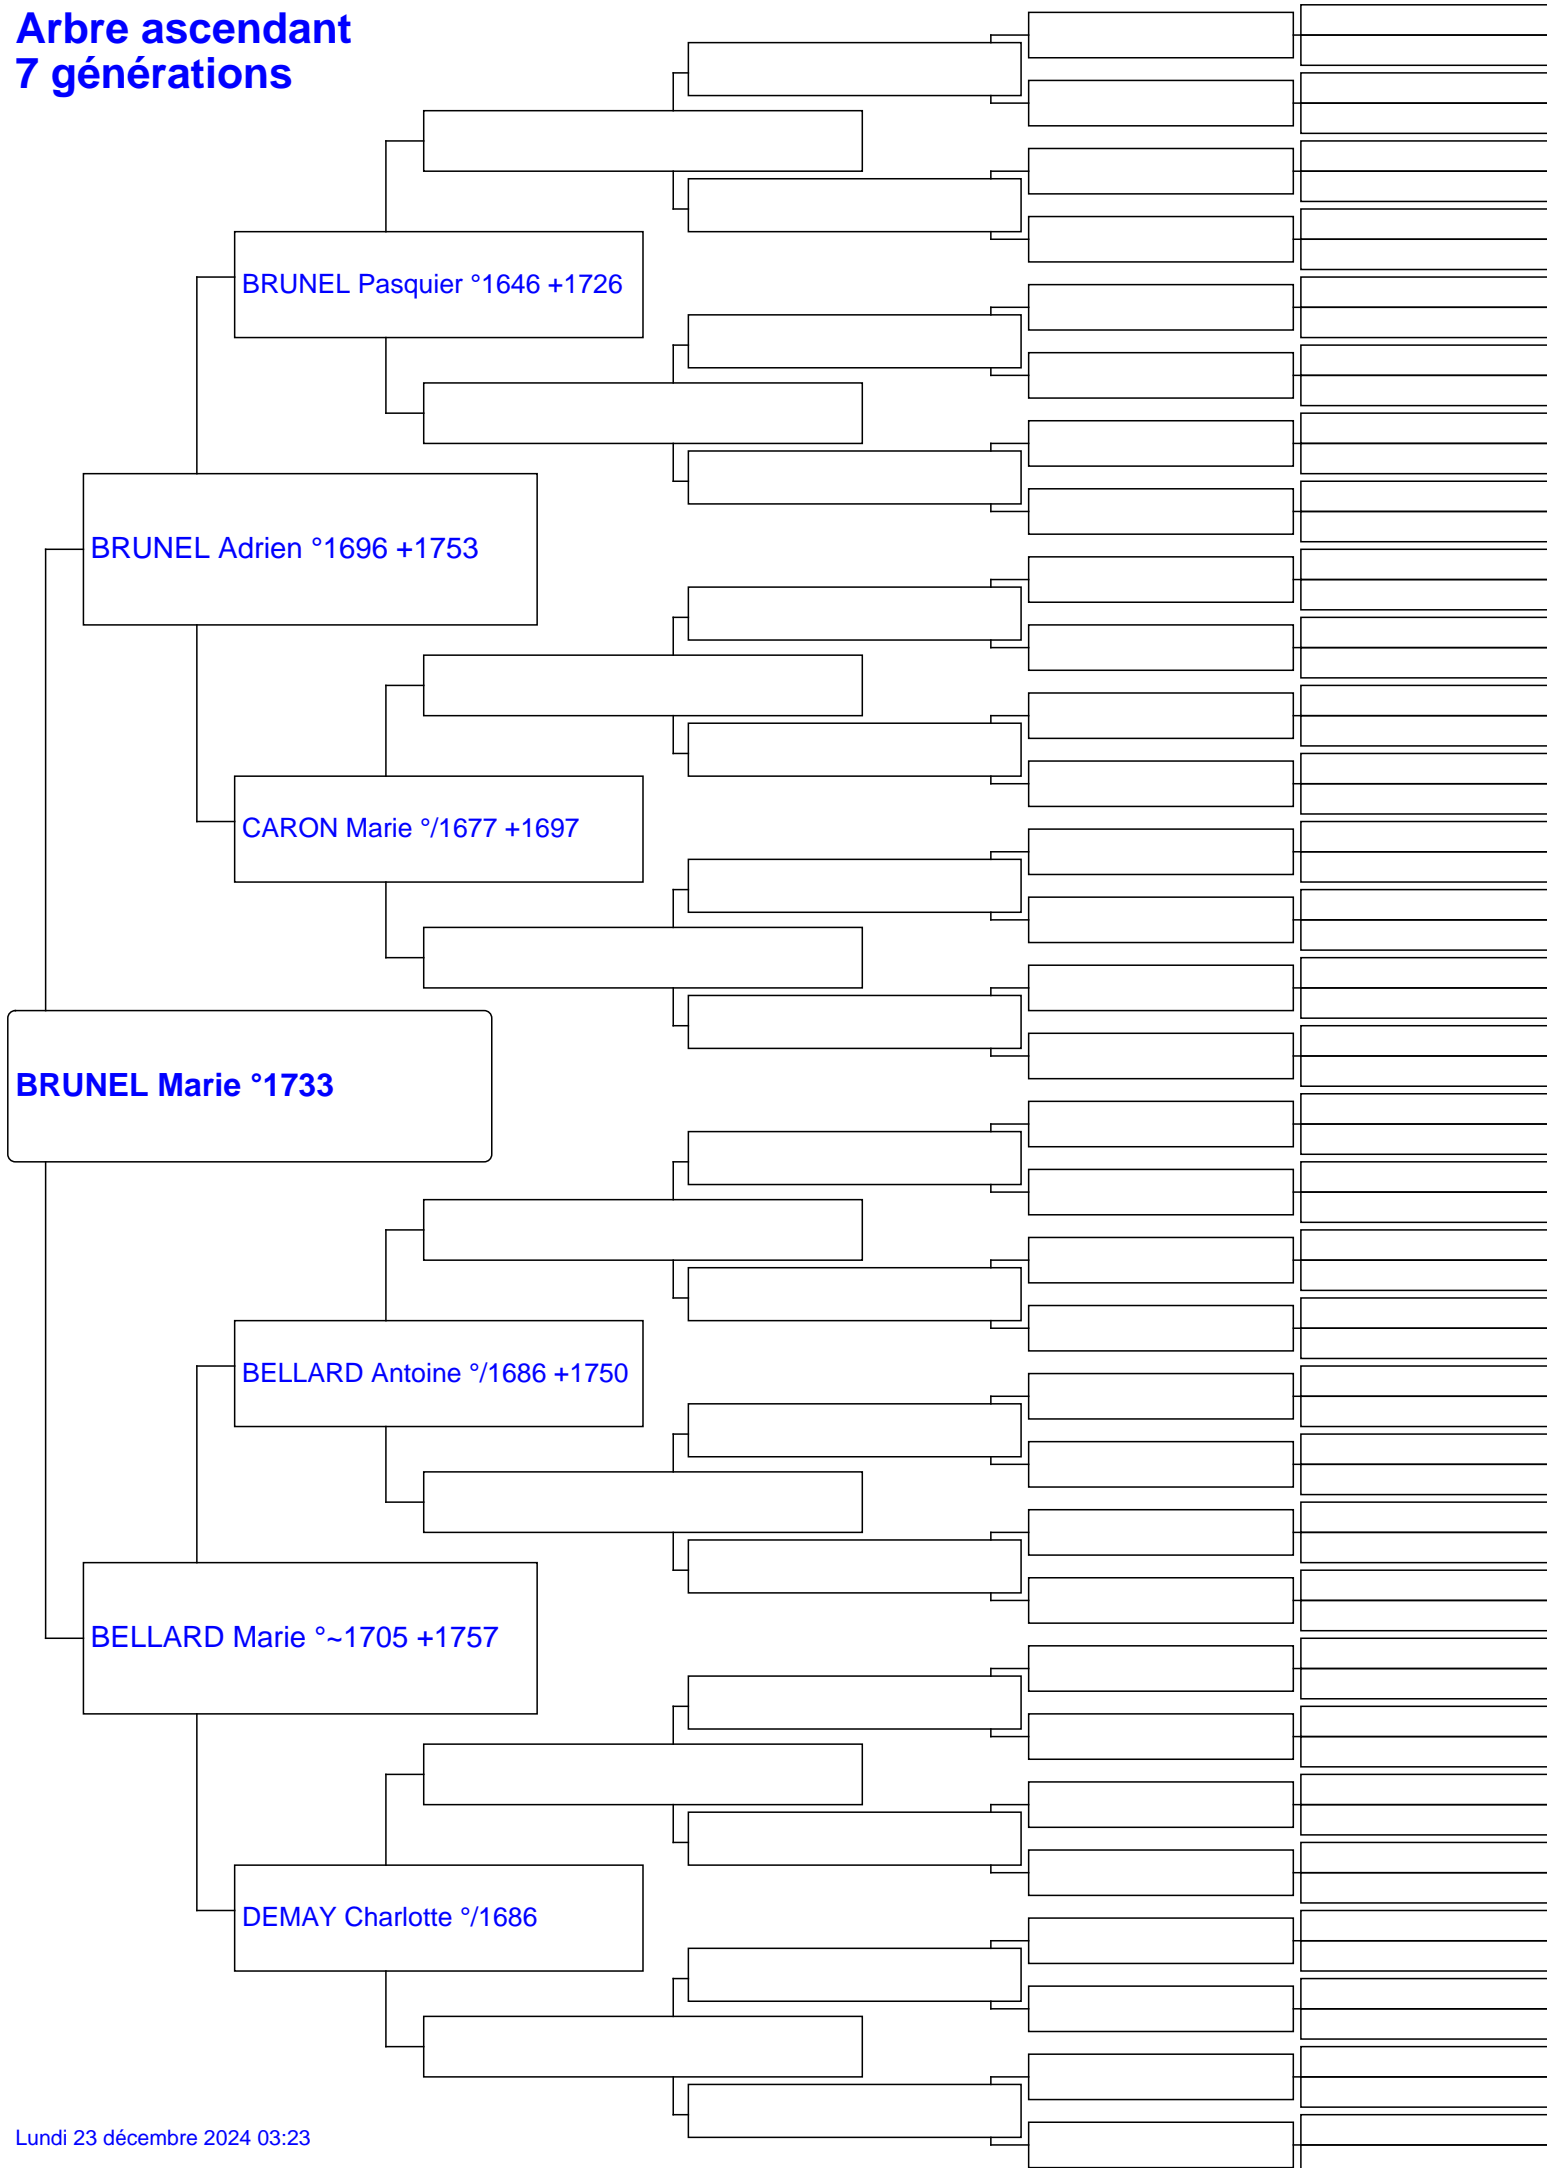 Arbre ascendant
7 générations
BRUNEL Pasquier °1646 +1726
BRUNEL Adrien °1696 +1753
CARON Marie °/1677 +1697
BRUNEL Marie °1733
BELLARD Antoine °/1686 +1750
BELLARD Marie °~1705 +1757
DEMAY Charlotte °/1686
Lundi 23 décembre 2024 03:23